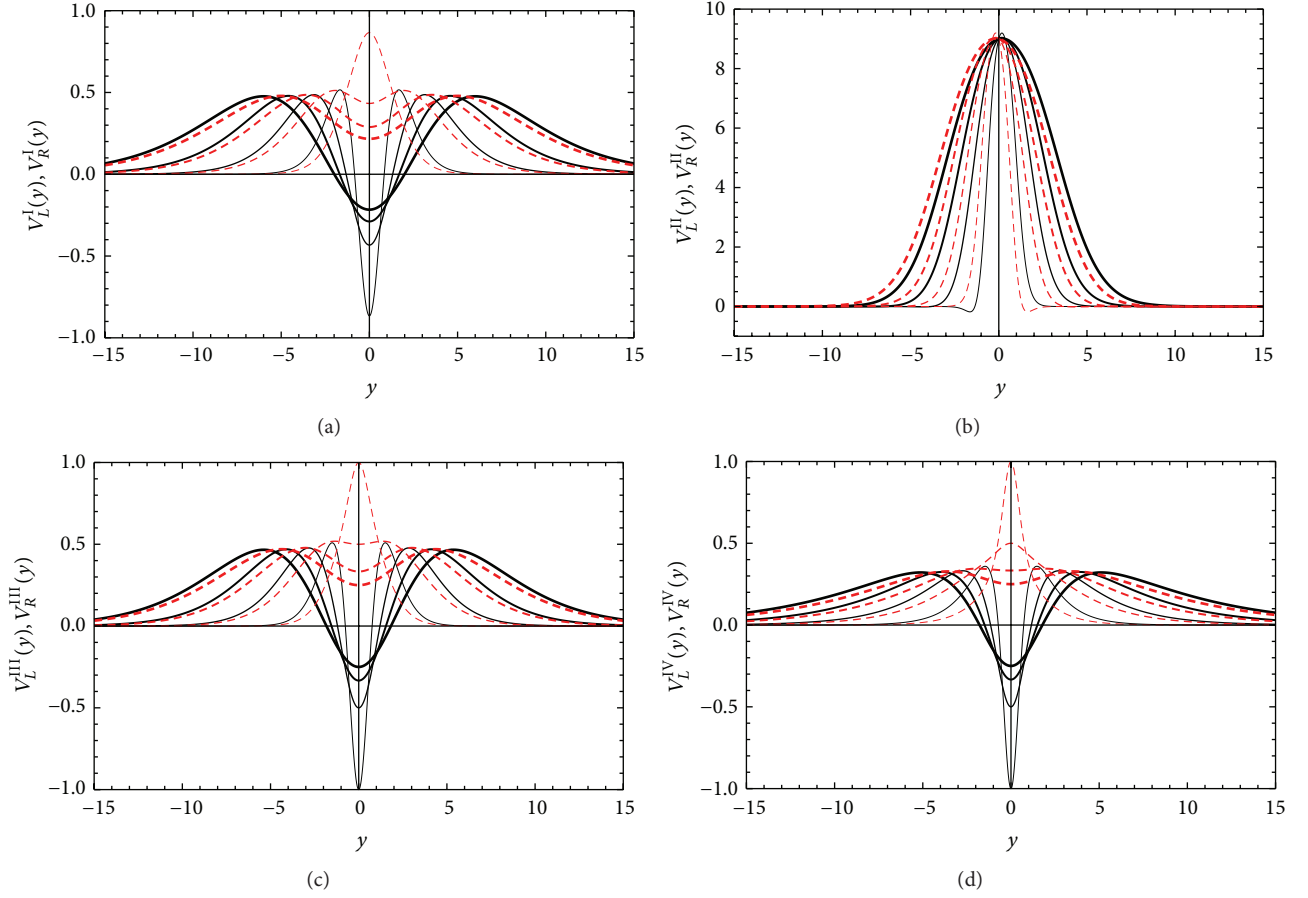 1.0
0.5
0.0
−0.5
−1.0
V_L^I(y), V_R^I(y)
−15 −10 −5 0 5 10 15
y
(a)
10
8
6
4
2
0
V_L^II(y), V_R^II(y)
−15 −10 −5 0 5 10 15
y
(b)
1.0
0.5
0.0
−0.5
−1.0
V_L^III(y), V_R^III(y)
−15 −10 −5 0 5 10 15
y
(c)
1.0
0.5
0.0
−0.5
−1.0
V_L^IV(y), V_R^IV(y)
−15 −10 −5 0 5 10 15
y
(d)